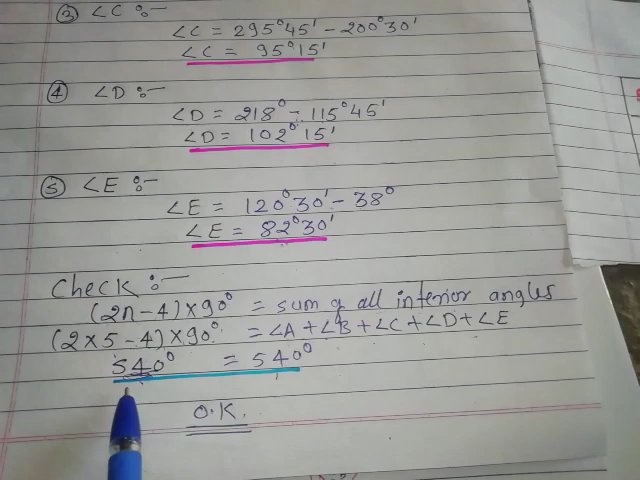 ③ ∠C :-
∠C = 295°45' - 200°30'
∠C = 95°15'
④ ∠D :-
∠D = 218° - 115°45'
∠D = 102°15'
⑤ ∠E :-
∠E = 120°30' - 38°
∠E = 82°30'
Check :-
(2n-4)×90° = sum of all interior angles
(2×5-4)×90° = ∠A+∠B+∠C+∠D+∠E
540° = 540°
O.K.